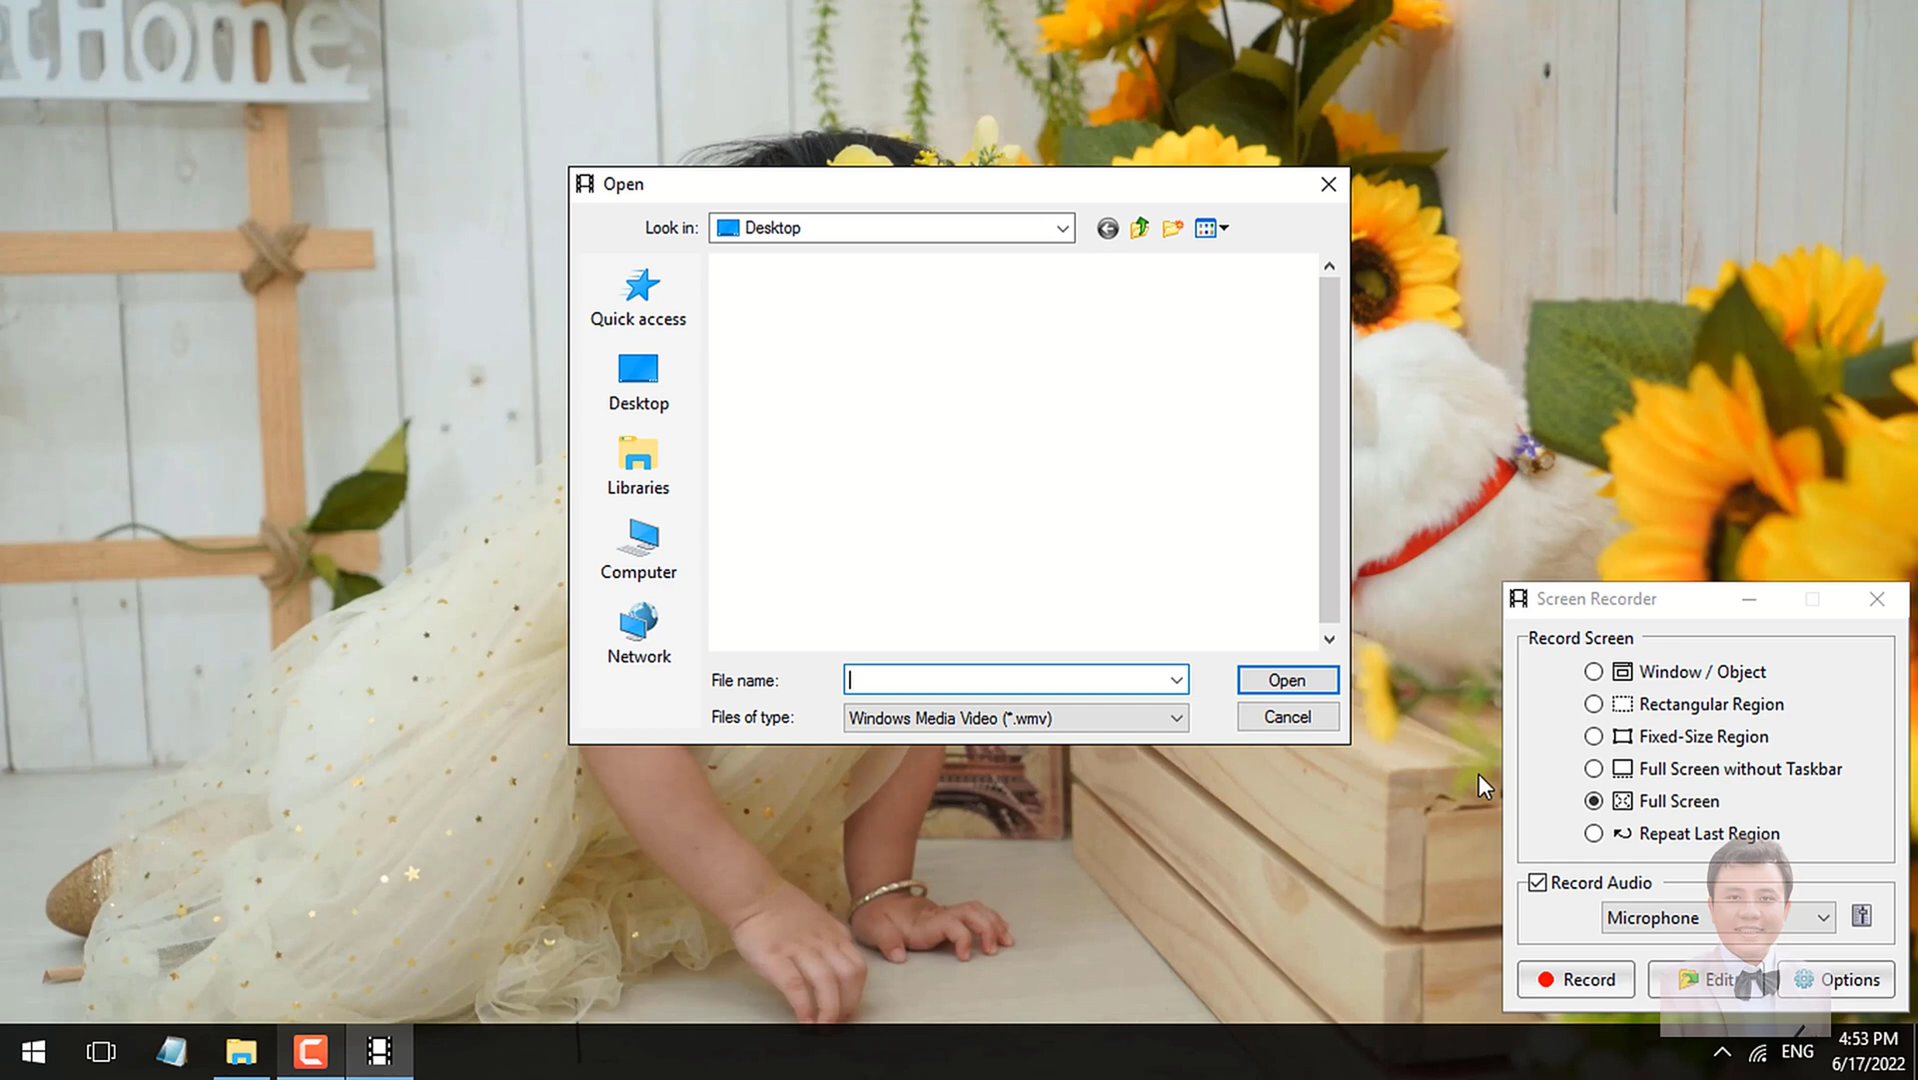 tHome
Open
Look in:
Desktop
Quick access
Desktop
Libraries
Computer
Network
File name:
Open
Files of type:
Windows Media Video (*.wmv)
Cancel
Screen Recorder
Record Screen
Window / Object
Rectangular Region
Fixed-Size Region
Full Screen without Taskbar
Full Screen
Repeat Last Region
Record Audio
Microphone
Record
Edit
Options
ENG
4:53 PM
6/17/2022